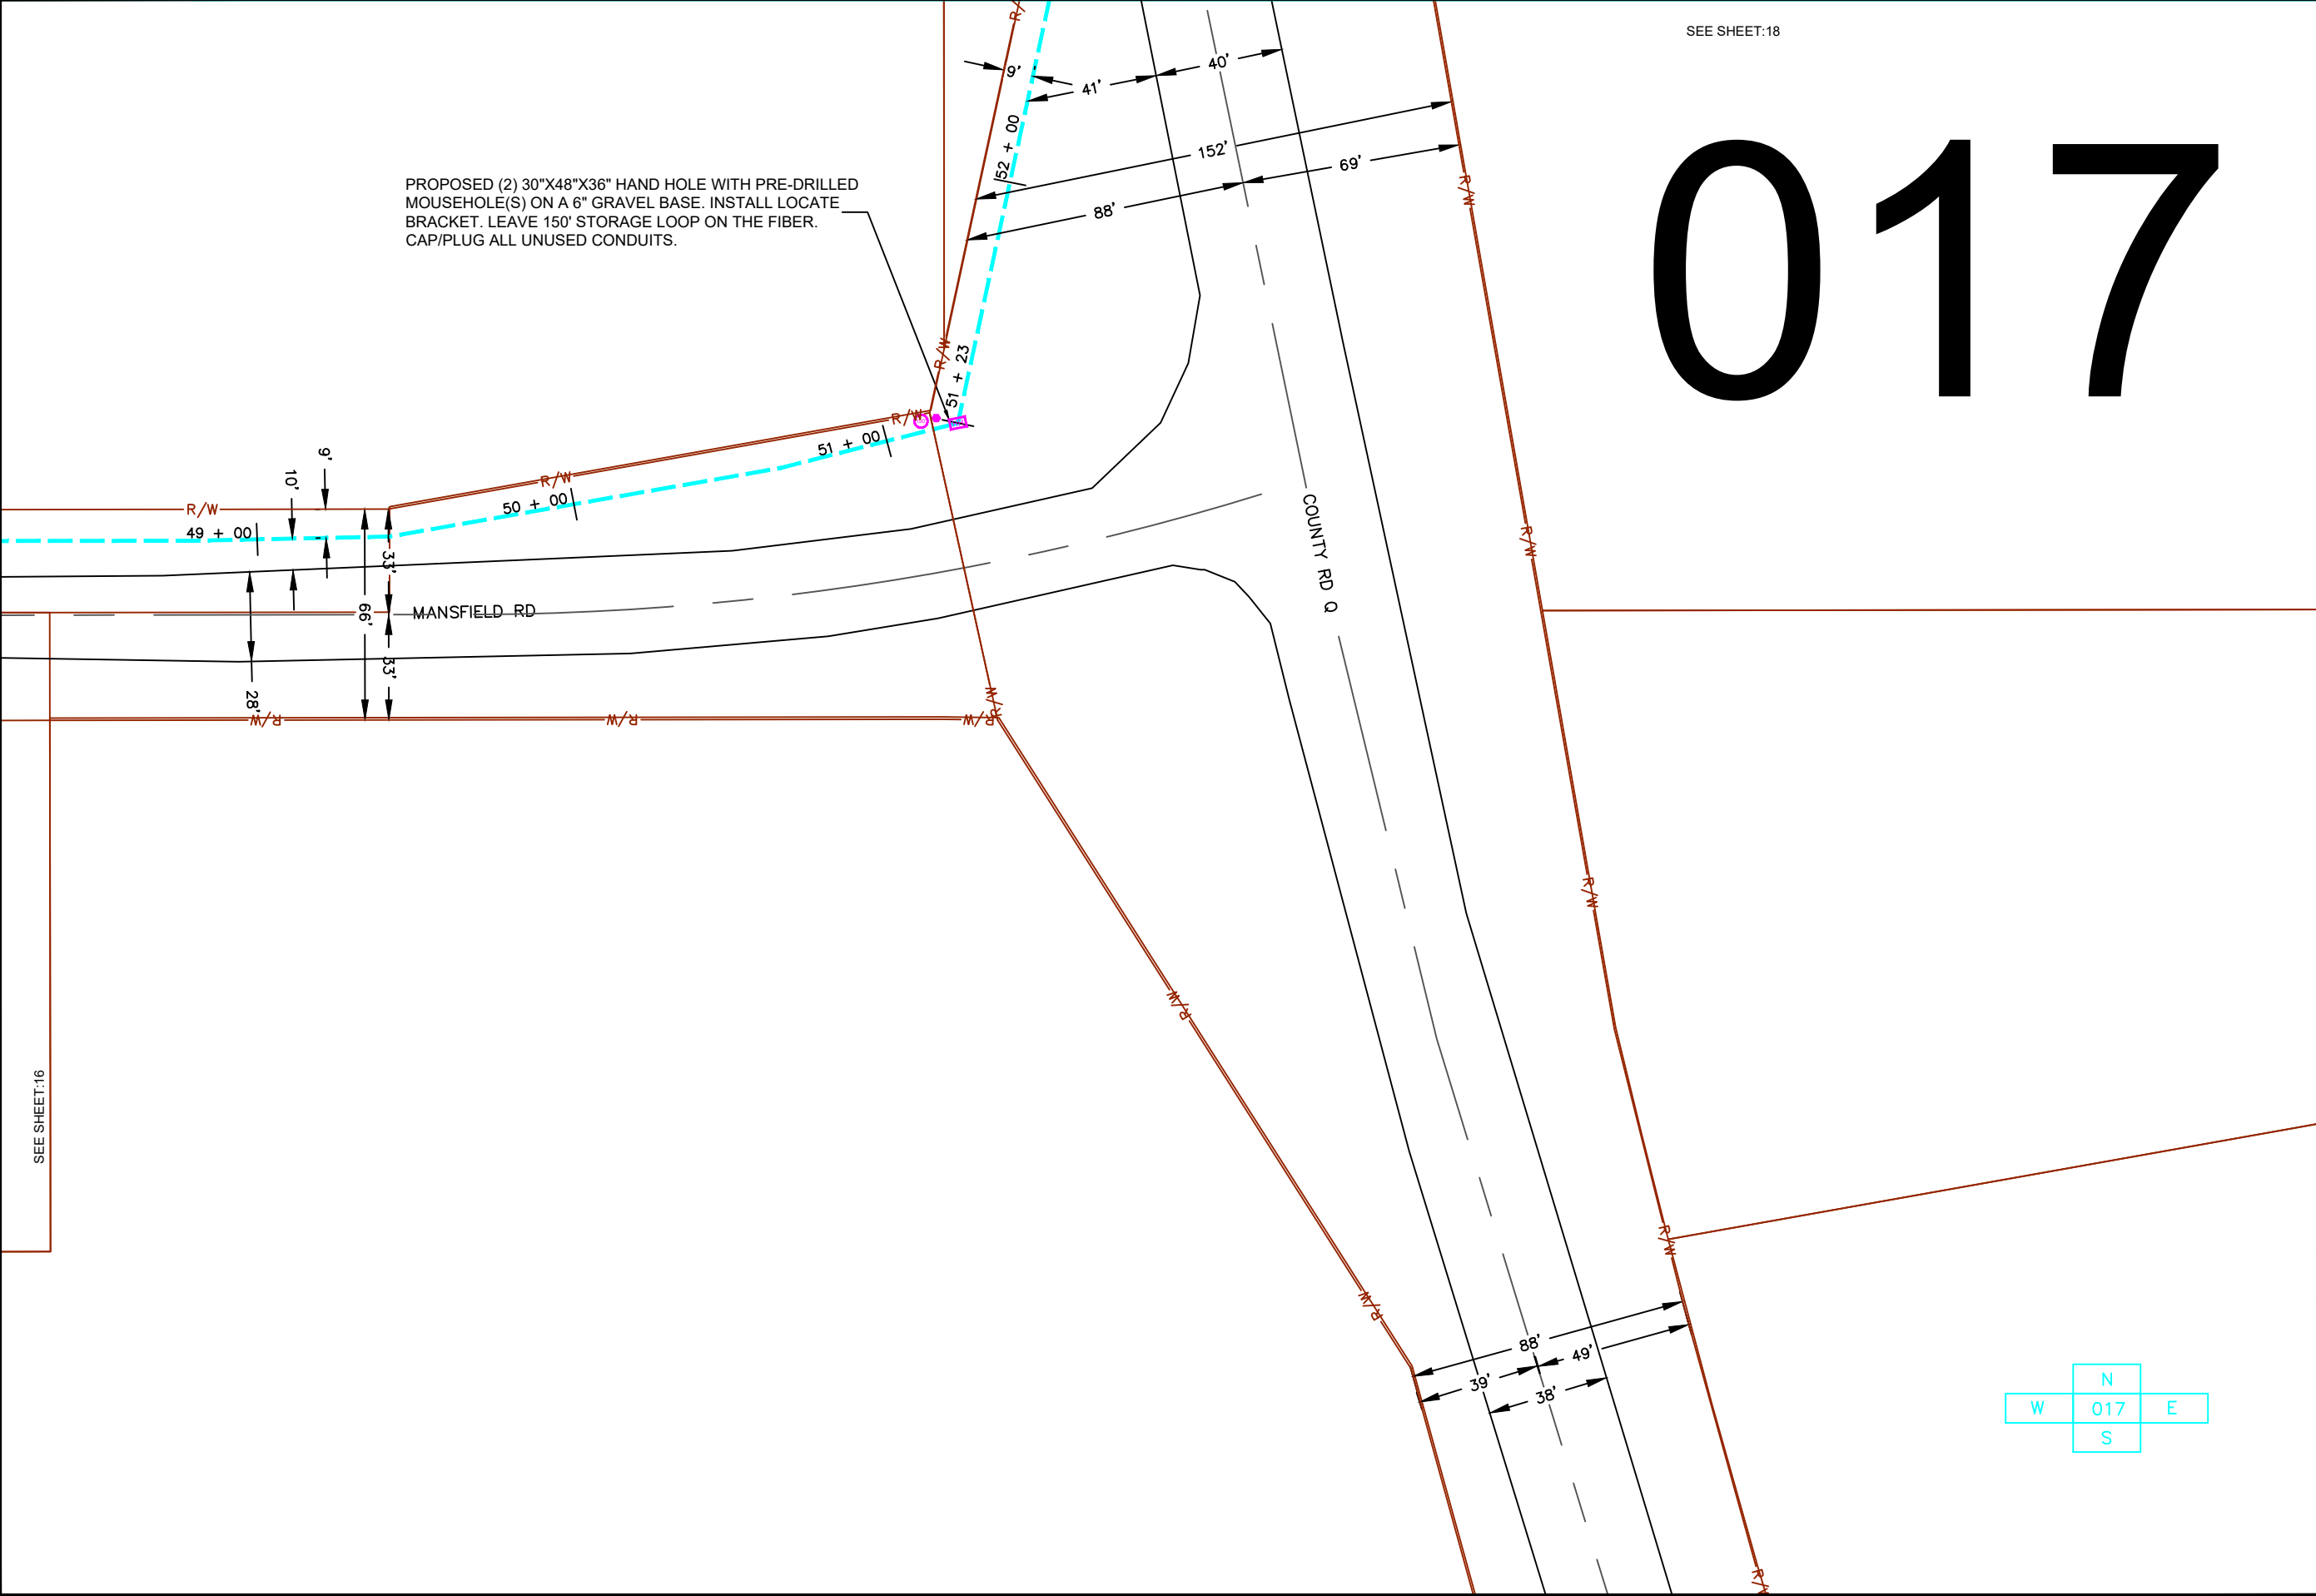 SEE SHEET:18
017
R/
9'
41'
40'
52 + 00
152'
69'
88'
R/W
PROPOSED (2) 30"X48"X36" HAND HOLE WITH PRE-DRILLED
MOUSEHOLE(S) ON A 6" GRAVEL BASE. INSTALL LOCATE
BRACKET. LEAVE 150' STORAGE LOOP ON THE FIBER.
CAP/PLUG ALL UNUSED CONDUITS.
R/W
51 + 23
R/W
51 + 00
R/W
50 + 00
9'
10'
R/W
49 + 00
33'
66'
MANSFIELD RD
33'
28'
COUNTY RD Q
R/W
R/W
R/W
R/W
R/W
R/W
R/W
SEE SHEET:16
R/W
R/W
88'
49'
39'
38'
R/W
N
W 017 E
S